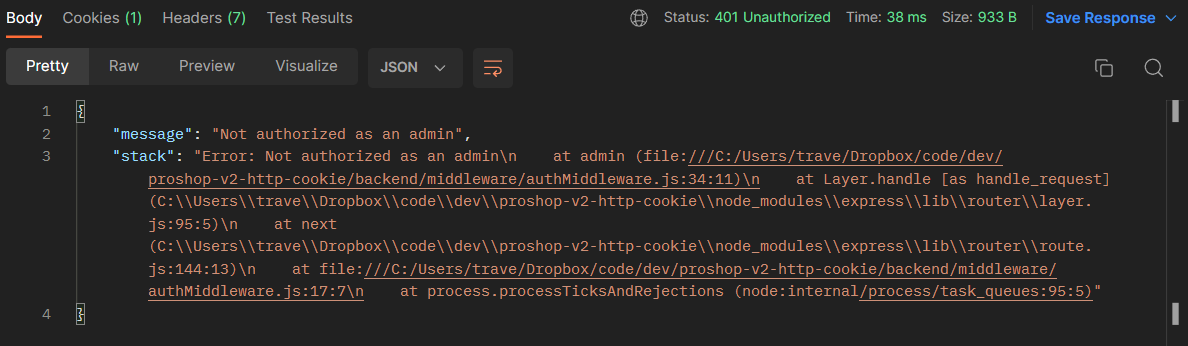 Body Cookies (1) Headers (7) Test Results Status: 401 Unauthorized Time: 38 ms Size: 933 B Save Response
Pretty Raw Preview Visualize JSON
1 {
2 "message": "Not authorized as an admin",
3 "stack": "Error: Not authorized as an admin\n    at admin (file:///C:/Users/trave/Dropbox/code/dev/
proshop-v2-http-cookie/backend/middleware/authMiddleware.js:34:11)\n    at Layer.handle [as handle_request]
(C:\\Users\\trave\\Dropbox\\code\\dev\\proshop-v2-http-cookie\\node_modules\\express\\lib\\router\\layer.
js:95:5)\n    at next
(C:\\Users\\trave\\Dropbox\\code\\dev\\proshop-v2-http-cookie\\node_modules\\express\\lib\\router\\route.
js:144:13)\n    at file:///C:/Users/trave/Dropbox/code/dev/proshop-v2-http-cookie/backend/middleware/
authMiddleware.js:17:7\n    at process.processTicksAndRejections (node:internal/process/task_queues:95:5)"
4 }